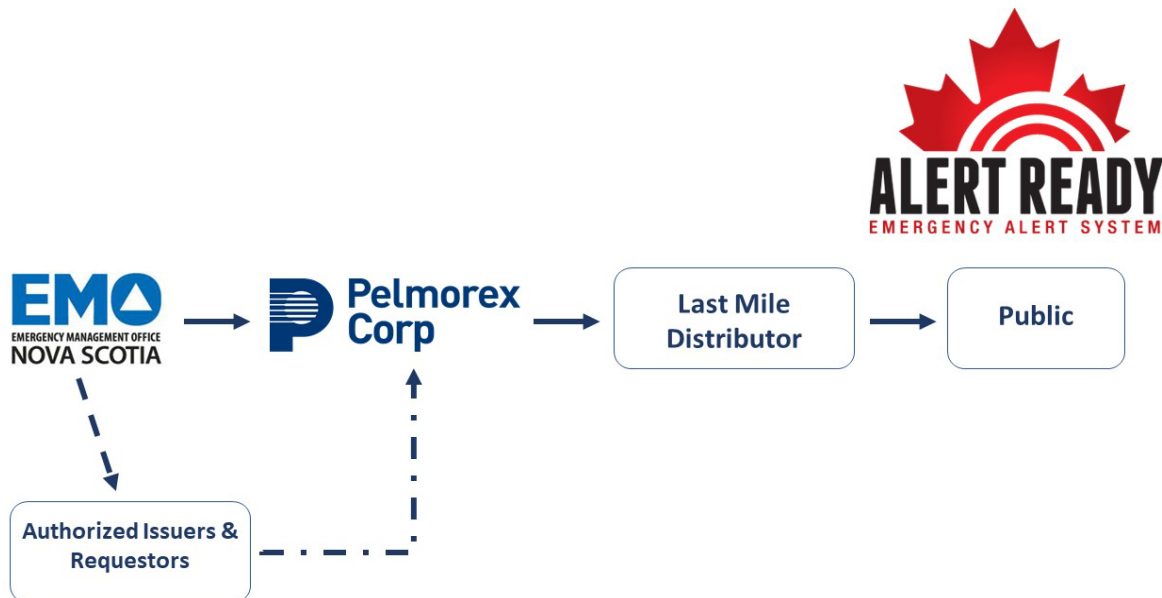 ALERT READY
EMERGENCY ALERT SYSTEM
EMO
EMERGENCY MANAGEMENT OFFICE
NOVA SCOTIA
Pelmorex
Corp
Last Mile
Distributor
Public
Authorized Issuers &
Requestors